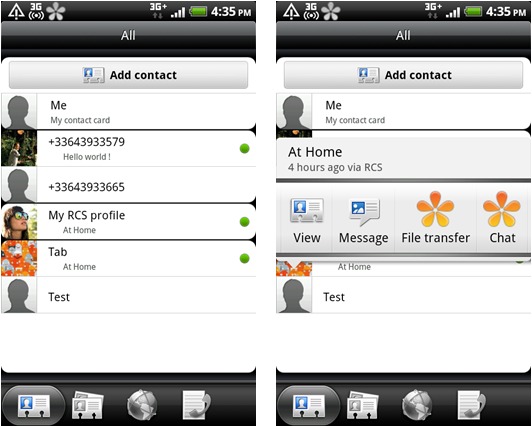 3G 3G+ 4:35 PM
All
Add contact
Me
My contact card
+33643933579
Hello world !
+33643933665
My RCS profile
At Home
Tab
At Home
Test
3G 3G+ 4:35 PM
All
Add contact
Me
My contact card
At Home
4 hours ago via RCS
View Message File transfer Chat
At Home
Test